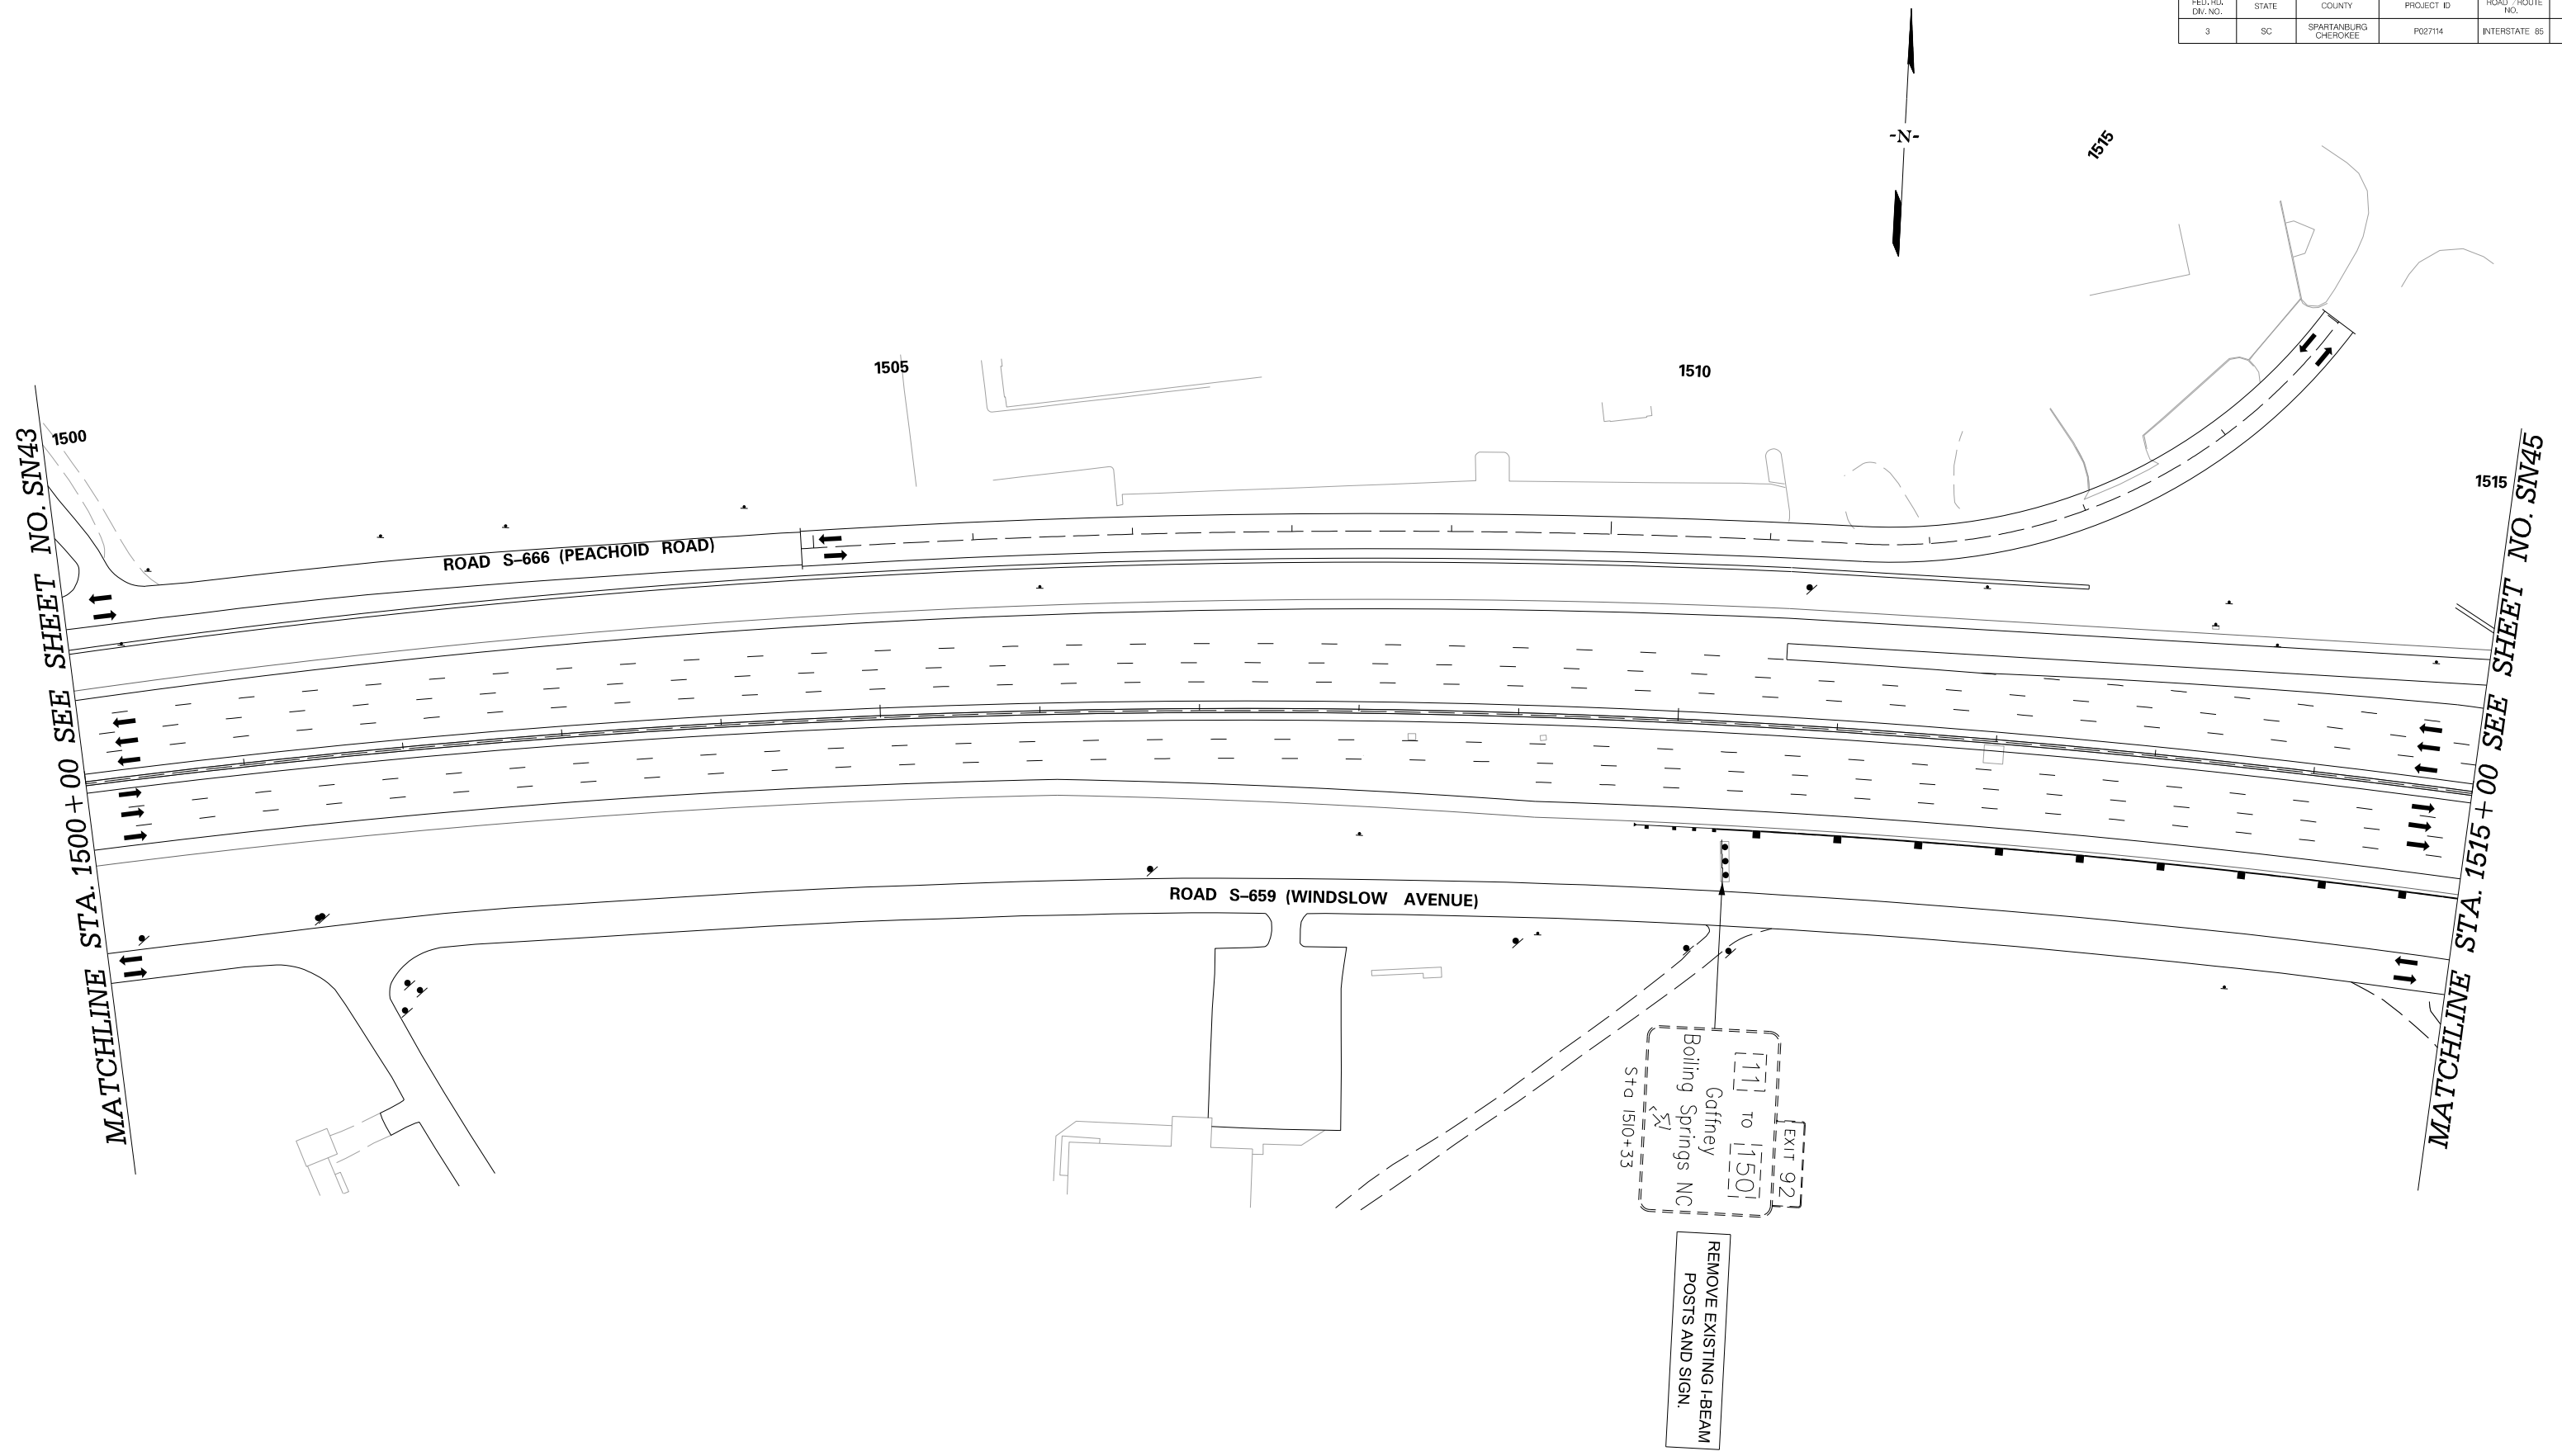 FED. RD. DIV. NO.
STATE
COUNTY
PROJECT ID
ROAD / ROUTE NO.
3
SC
SPARTANBURG CHEROKEE
P027114
INTERSTATE 85
-N-
1515
1505
1510
1500
1515
MATCHLINE STA. 1500+00 SEE SHEET NO. SN43
MATCHLINE STA. 1515+00 SEE SHEET NO. SN45
ROAD S-666 (PEACHOID ROAD)
ROAD S-659 (WINDSLOW AVENUE)
EXIT 92
11 TO 150
Gaffney
Boiling Springs NC
Sta 1510+33
REMOVE EXISTING I-BEAM
POSTS AND SIGN.